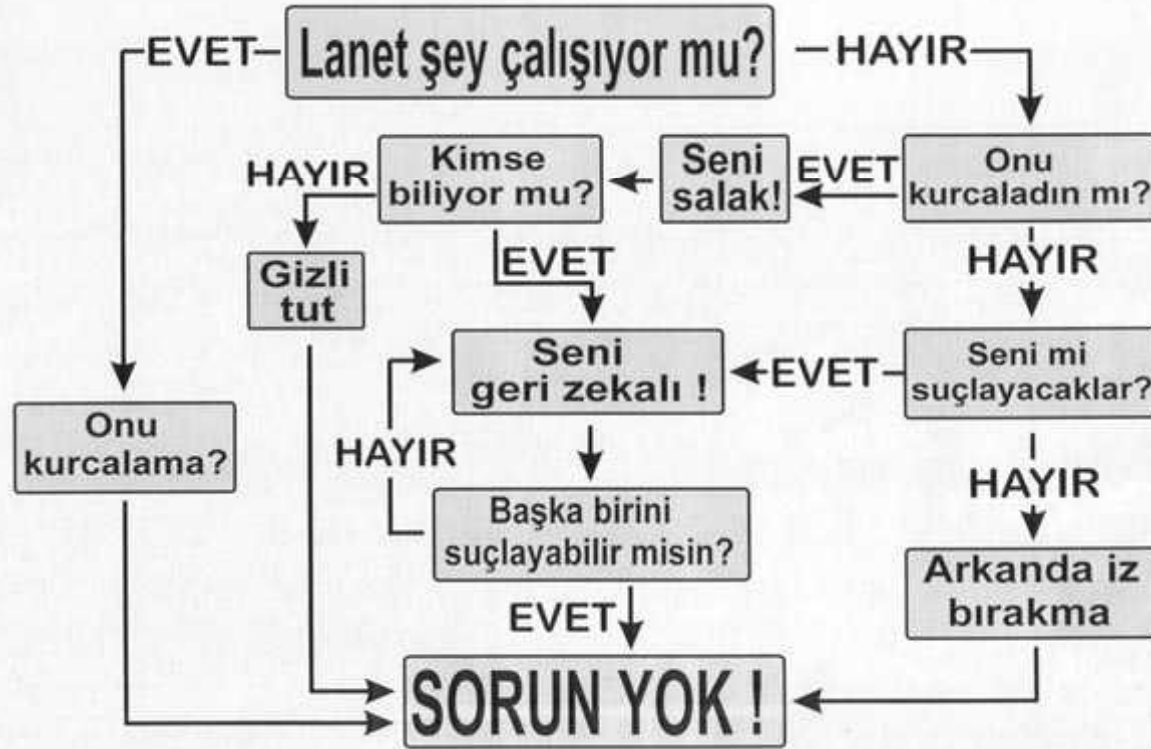 EVET
Lanet şey çalışıyor mu?
HAYIR
HAYIR
Kimse
biliyor mu?
Seni
salak!
EVET
Onu
kurcaladın mı?
Gizli
tut
EVET
HAYIR
Seni
geri zekalı !
EVET
Seni mi
suçlayacaklar?
Onu
kurcalama?
HAYIR
Başka birini
suçlayabilir misin?
HAYIR
Arkanda iz
bırakma
EVET
SORUN YOK !